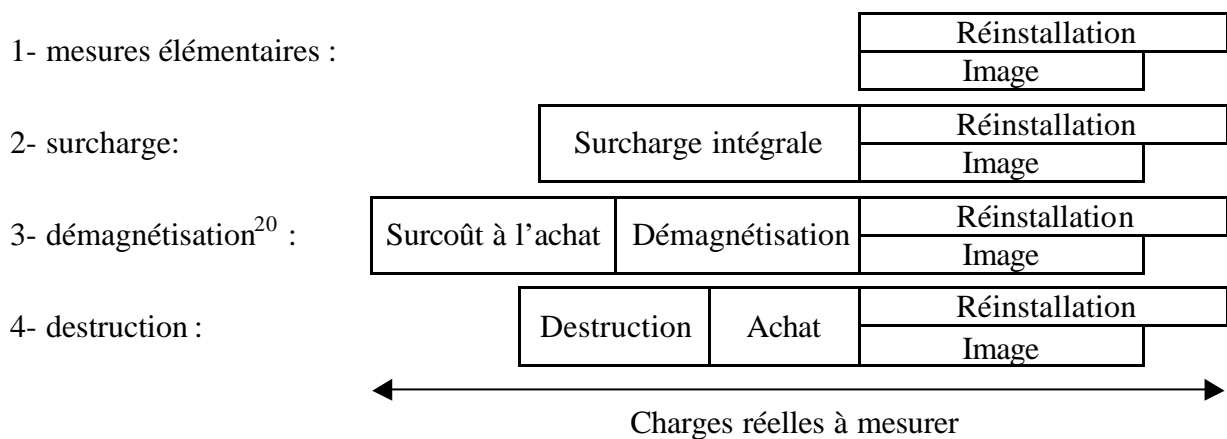 Réinstallation
1- mesures élémentaires :
Image
Réinstallation
2- surcharge:
Surcharge intégrale
Image
Réinstallation
3- démagnétisation20 :
Surcoût à l'achat
Démagnétisation
Image
Réinstallation
4- destruction :
Destruction
Achat
Image
Charges réelles à mesurer